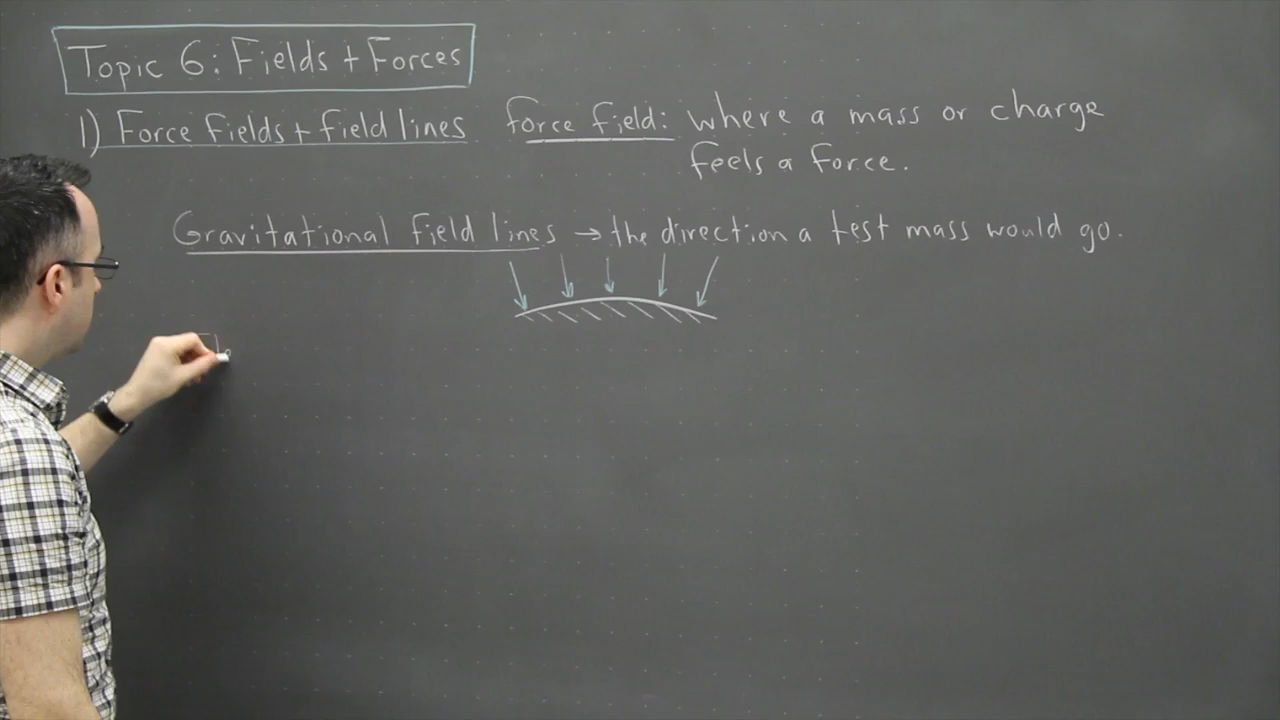 Topic 6: Fields + Forces
1) Force fields + field lines force field: where a mass or charge
feels a force.
Gravitational field lines → the direction a test mass would go.